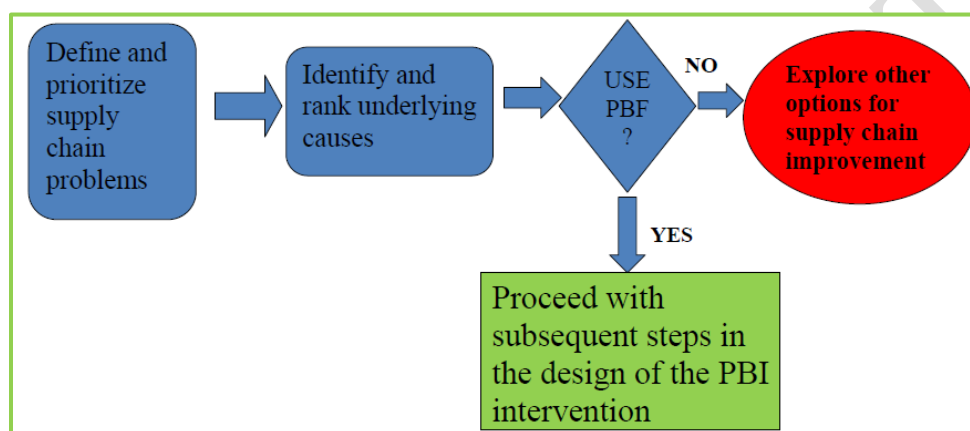 Define and
prioritize
supply
chain
problems
Identify and
rank underlying
causes
USE
PBF
?
NO
Explore other
options for
supply chain
improvement
YES
Proceed with
subsequent steps in
the design of the PBI
intervention